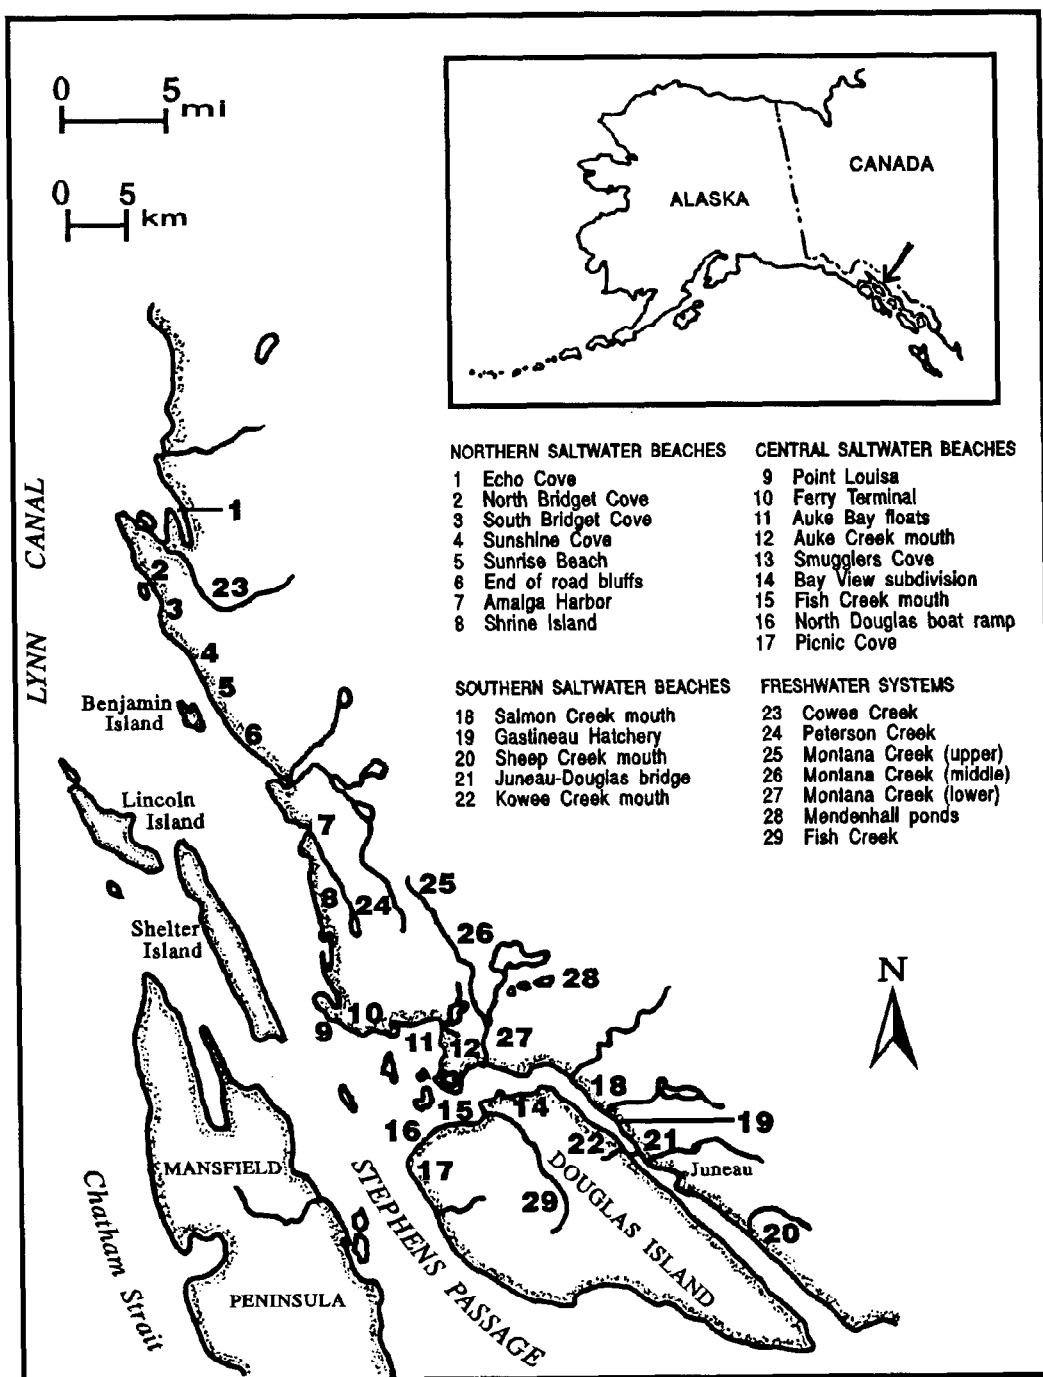 0 5
mi
0 5
km
ALASKA
CANADA
NORTHERN SALTWATER BEACHES
1 Echo Cove
2 North Bridget Cove
3 South Bridget Cove
4 Sunshine Cove
5 Sunrise Beach
6 End of road bluffs
7 Amalga Harbor
8 Shrine Island
CENTRAL SALTWATER BEACHES
9 Point Louisa
10 Ferry Terminal
11 Auke Bay floats
12 Auke Creek mouth
13 Smugglers Cove
14 Bay View subdivision
15 Fish Creek mouth
16 North Douglas boat ramp
17 Picnic Cove
SOUTHERN SALTWATER BEACHES
18 Salmon Creek mouth
19 Gastineau Hatchery
20 Sheep Creek mouth
21 Juneau-Douglas bridge
22 Kowee Creek mouth
FRESHWATER SYSTEMS
23 Cowee Creek
24 Peterson Creek
25 Montana Creek (upper)
26 Montana Creek (middle)
27 Montana Creek (lower)
28 Mendenhall ponds
29 Fish Creek
LYNN CANAL
1
2
23
3
4
5
6
Benjamin
Island
Lincoln
Island
7
8
24
25
Shelter
Island
26
28
N
9
10
11
12
27
18
19
15
14
16
22
21
17
29
20
Juneau
MANSFIELD
PENINSULA
Chatham Strait
STEPHENS PASSAGE
DOUGLAS ISLAND